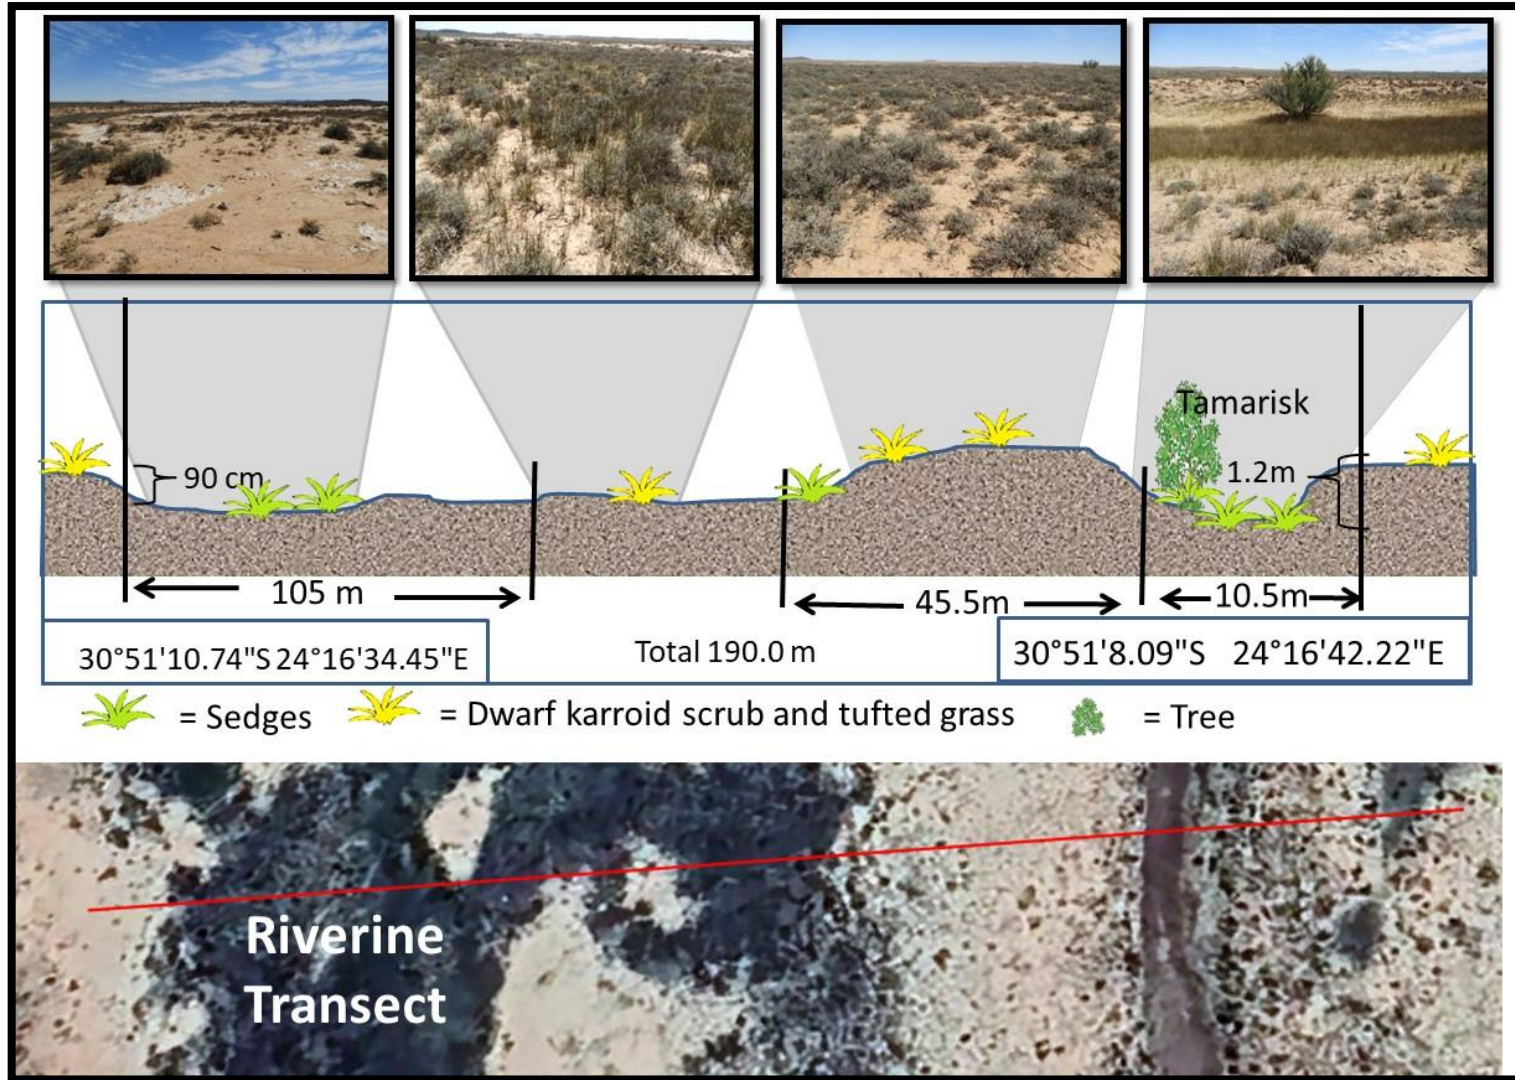 Tamarisk
90 cm
1.2m
105 m
45.5m
10.5m
30°51'10.74"S 24°16'34.45"E
Total 190.0 m
30°51'8.09"S 24°16'42.22"E
= Sedges
= Dwarf karroid scrub and tufted grass
= Tree
Riverine
Transect